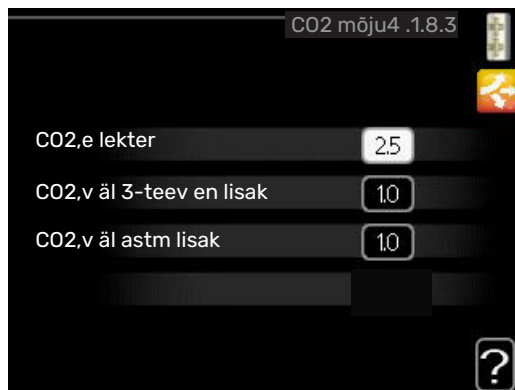 CO2 mõju4 .1.8.3
CO2,e lekter 2.5
CO2,v äl 3-teev en lisak 1.0
CO2,v äl astm lisak 1.0
?